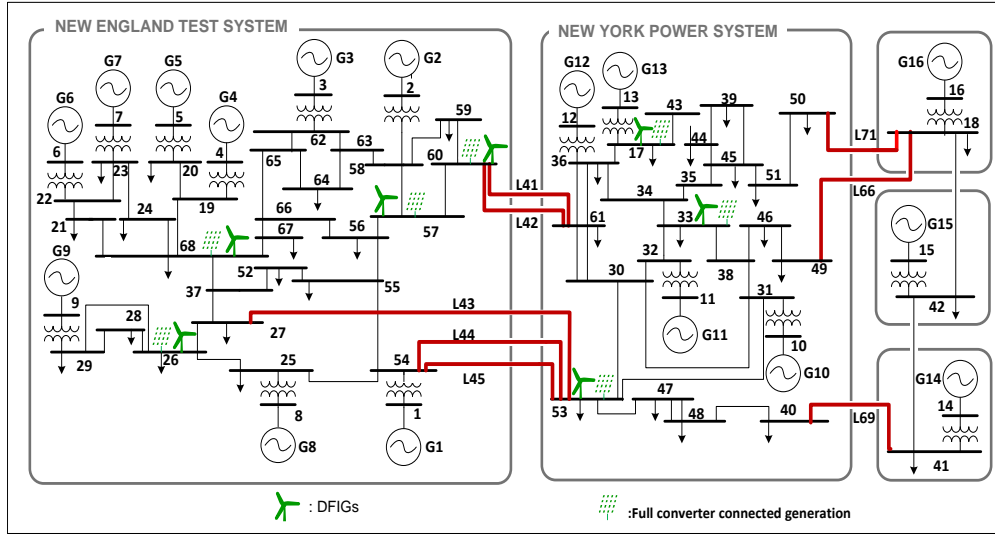 NEW ENGLAND TEST SYSTEM
NEW YORK POWER SYSTEM
G7
G5
G3
G2
G12
G13
G16
G6
G4
3
2
59
13
43
39
50
16
7
5
12
18
6
4
62
63
60
17
44
L71
23
20
65
58
36
45
22
64
L41
35
51
L66
19
34
21
24
66
L42
61
33
46
G15
68
67
56
57
49
15
G9
52
32
38
37
55
30
31
42
9
11
28
L43
27
L44
G11
10
29
26
25
54
L45
G10
G14
53
47
40
14
8
1
48
L69
G8
G1
41
: DFIGs
:Full converter connected generation